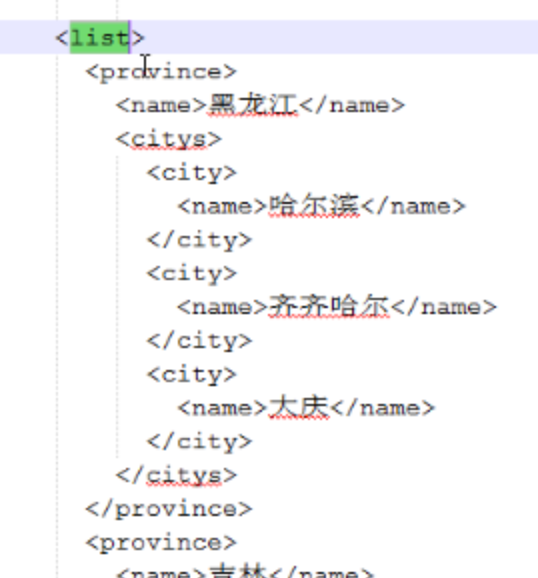 <list>
<province>
<name>黑龙江</name>
<citys>
<city>
<name>哈尔滨</name>
</city>
<city>
<name>齐齐哈尔</name>
</city>
<city>
<name>大庆</name>
</city>
</citys>
</province>
<province>
<name>吉林</name>